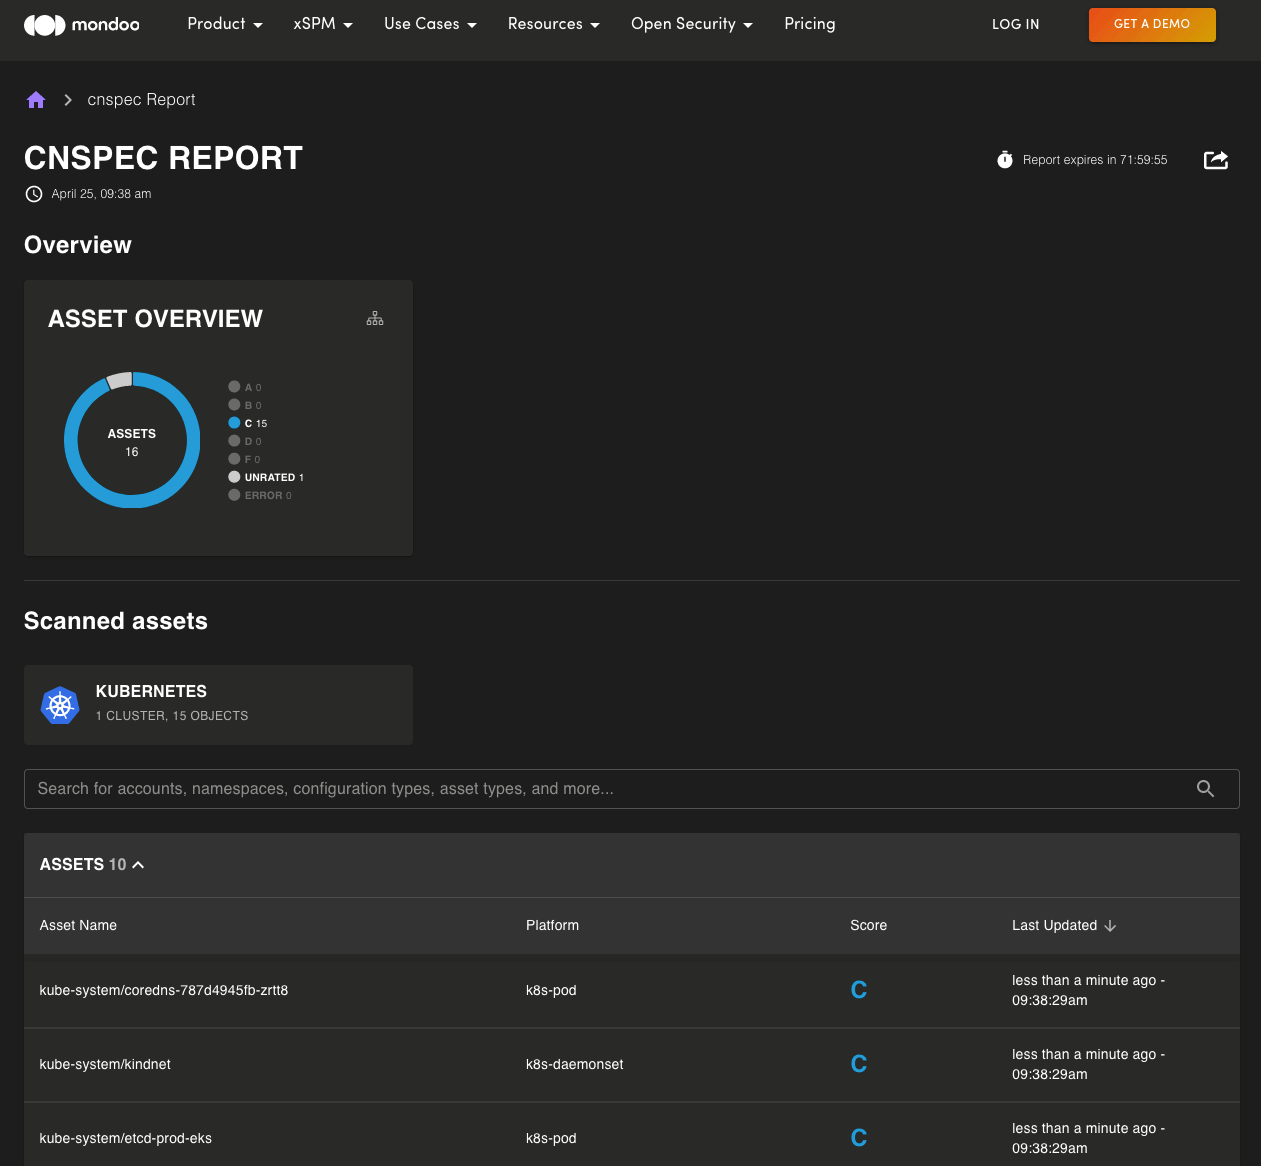 mondoo
Product
xSPM
Use Cases
Resources
Open Security
Pricing
LOG IN
GET A DEMO
cnspec Report
CNSPEC REPORT
Report expires in 71:59:55
April 25, 09:38 am
Overview
ASSET OVERVIEW
ASSETS
16
A 0
B 0
C 15
D 0
F 0
UNRATED 1
ERROR 0
Scanned assets
KUBERNETES
1 CLUSTER, 15 OBJECTS
Search for accounts, namespaces, configuration types, asset types, and more...
ASSETS 10
Asset Name Platform Score Last Updated
kube-system/coredns-787d4945fb-zrtt8 k8s-pod C less than a minute ago -
09:38:29am
kube-system/kindnet k8s-daemonset C less than a minute ago -
09:38:29am
kube-system/etcd-prod-eks k8s-pod C less than a minute ago -
09:38:29am